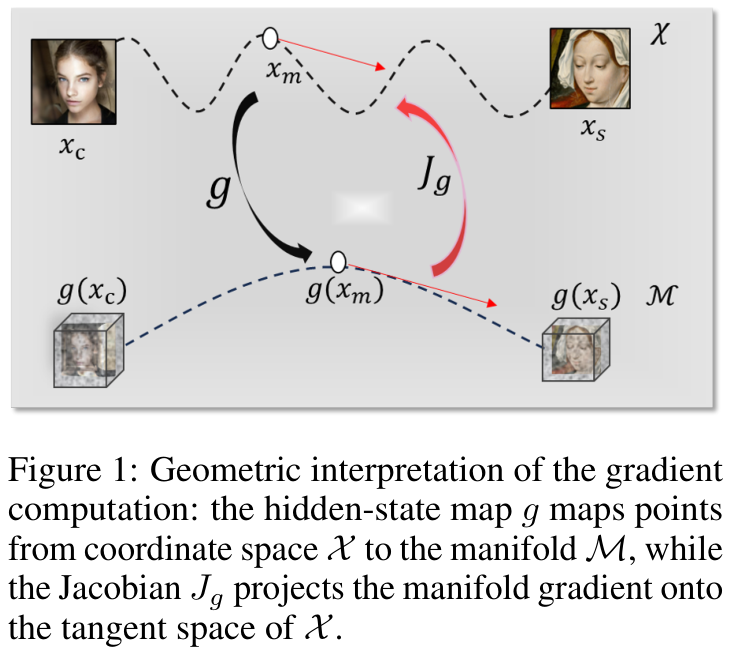 𝒳
x_m
x_c
x_s
g
J_g
g(x_c)
g(x_m)
g(x_s)
ℳ
Figure 1: Geometric interpretation of the gradient
computation: the hidden-state map g maps points
from coordinate space 𝒳 to the manifold ℳ, while
the Jacobian J_g projects the manifold gradient onto
the tangent space of 𝒳.